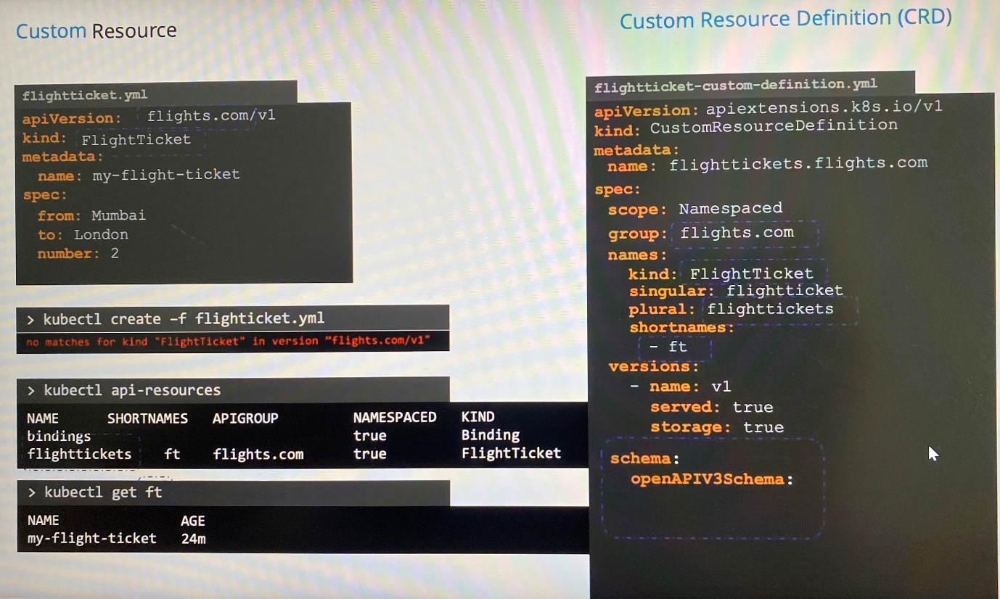 Custom Resource
flightticket.yml
apiVersion: flights.com/v1
kind: FlightTicket
metadata:
name: my-flight-ticket
spec:
from: Mumbai
to: London
number: 2
> kubectl create -f flighticket.yml
no matches for kind "FlightTicket" in version "flights.com/v1"
> kubectl api-resources
NAME SHORTNAMES APIGROUP NAMESPACED KIND
bindings true Binding
flighttickets ft flights.com true FlightTicket
> kubectl get ft
NAME AGE
my-flight-ticket 24m
Custom Resource Definition (CRD)
flightticket-custom-definition.yml
apiVersion: apiextensions.k8s.io/v1
kind: CustomResourceDefinition
metadata:
name: flighttickets.flights.com
spec:
scope: Namespaced
group: flights.com
names:
kind: FlightTicket
singular: flightticket
plural: flighttickets
shortnames:
- ft
versions:
- name: v1
served: true
storage: true
schema:
openAPIV3Schema: